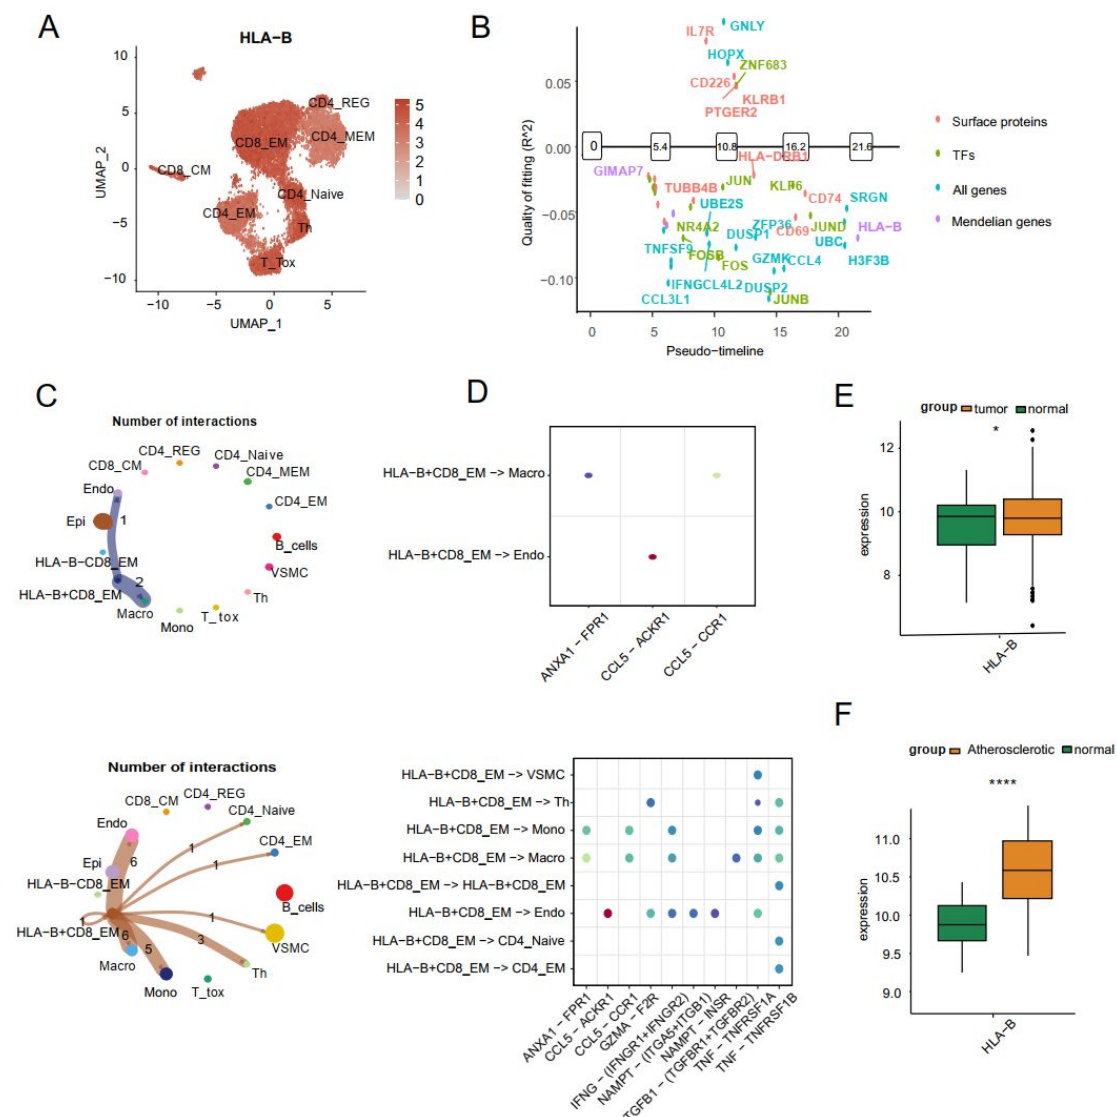 A
HLA−B
10
5
0
−5
−10
UMAP_2
CD4_REG
CD8_EM
CD4_MEM
CD8_CM
CD4_Naive
CD4_EM
Th
T_Tox
−10
−5
0
5
UMAP_1
5
4
3
2
1
0
B
Quality of fitting (R^2)
0.05
0.00
−0.05
−0.10
GNLY
IL7R
HOPX
ZNF683
CD226
KLRB1
PTGER2
0
5.4
10.8
16.2
21.6
HLA−DRB1
GIMAP7
TUBB4B
JUN
KLF6
CD74
SRGN
UBE2S
NR4A2
ZFP36
CD69
JUND
HLA−B
DUSP1
UBC
TNFSF9
FOSB
FOS
GZMK
CCL4
H3F3B
IFNG
CL4L2
DUSP2
CCL3L1
JUNB
0
5
10
15
20
Pseudo−timeline
Surface proteins
TFs
All genes
Mendelian genes
C
Number of interactions
CD4_REG
CD4_Naive
CD8_CM
CD4_MEM
Endo
CD4_EM
Epi
1
B_cells
HLA−B−CD8_EM
VSMC
2
HLA−B+CD8_EM
Th
Macro
Mono
T_tox
D
HLA−B+CD8_EM −> Macro
HLA−B+CD8_EM −> Endo
ANXA1 − FPR1
CCL5 − ACKR1
CCL5 − CCR1
E
group tumor normal
*
12
10
8
expression
HLA−B
Number of interactions
CD4_REG
CD8_CM
CD4_Naive
Endo
CD4_EM
6
1
1
Epi
HLA−B−CD8_EM
B_cells
1
1
HLA−B+CD8_EM
6
5
3
VSMC
Macro
Th
Mono
T_tox
HLA−B+CD8_EM −> VSMC
HLA−B+CD8_EM −> Th
HLA−B+CD8_EM −> Mono
HLA−B+CD8_EM −> Macro
HLA−B+CD8_EM −> HLA−B+CD8_EM
HLA−B+CD8_EM −> Endo
HLA−B+CD8_EM −> CD4_Naive
HLA−B+CD8_EM −> CD4_EM
ANXA1 − FPR1
CCL5 − ACKR1
CCL5 − CCR1
GZMA − F2R
IFNG − (IFNGR1+IFNGR2)
NAMPT − (ITGA5+ITGB1)
NAMPT − INSR
TGFB1 − (TGFBR1+TGFBR2)
TNF − TNFRSF1A
TNF − TNFRSF1B
F
group Atherosclerotic normal
****
11.0
10.5
10.0
9.5
9.0
expression
HLA−B